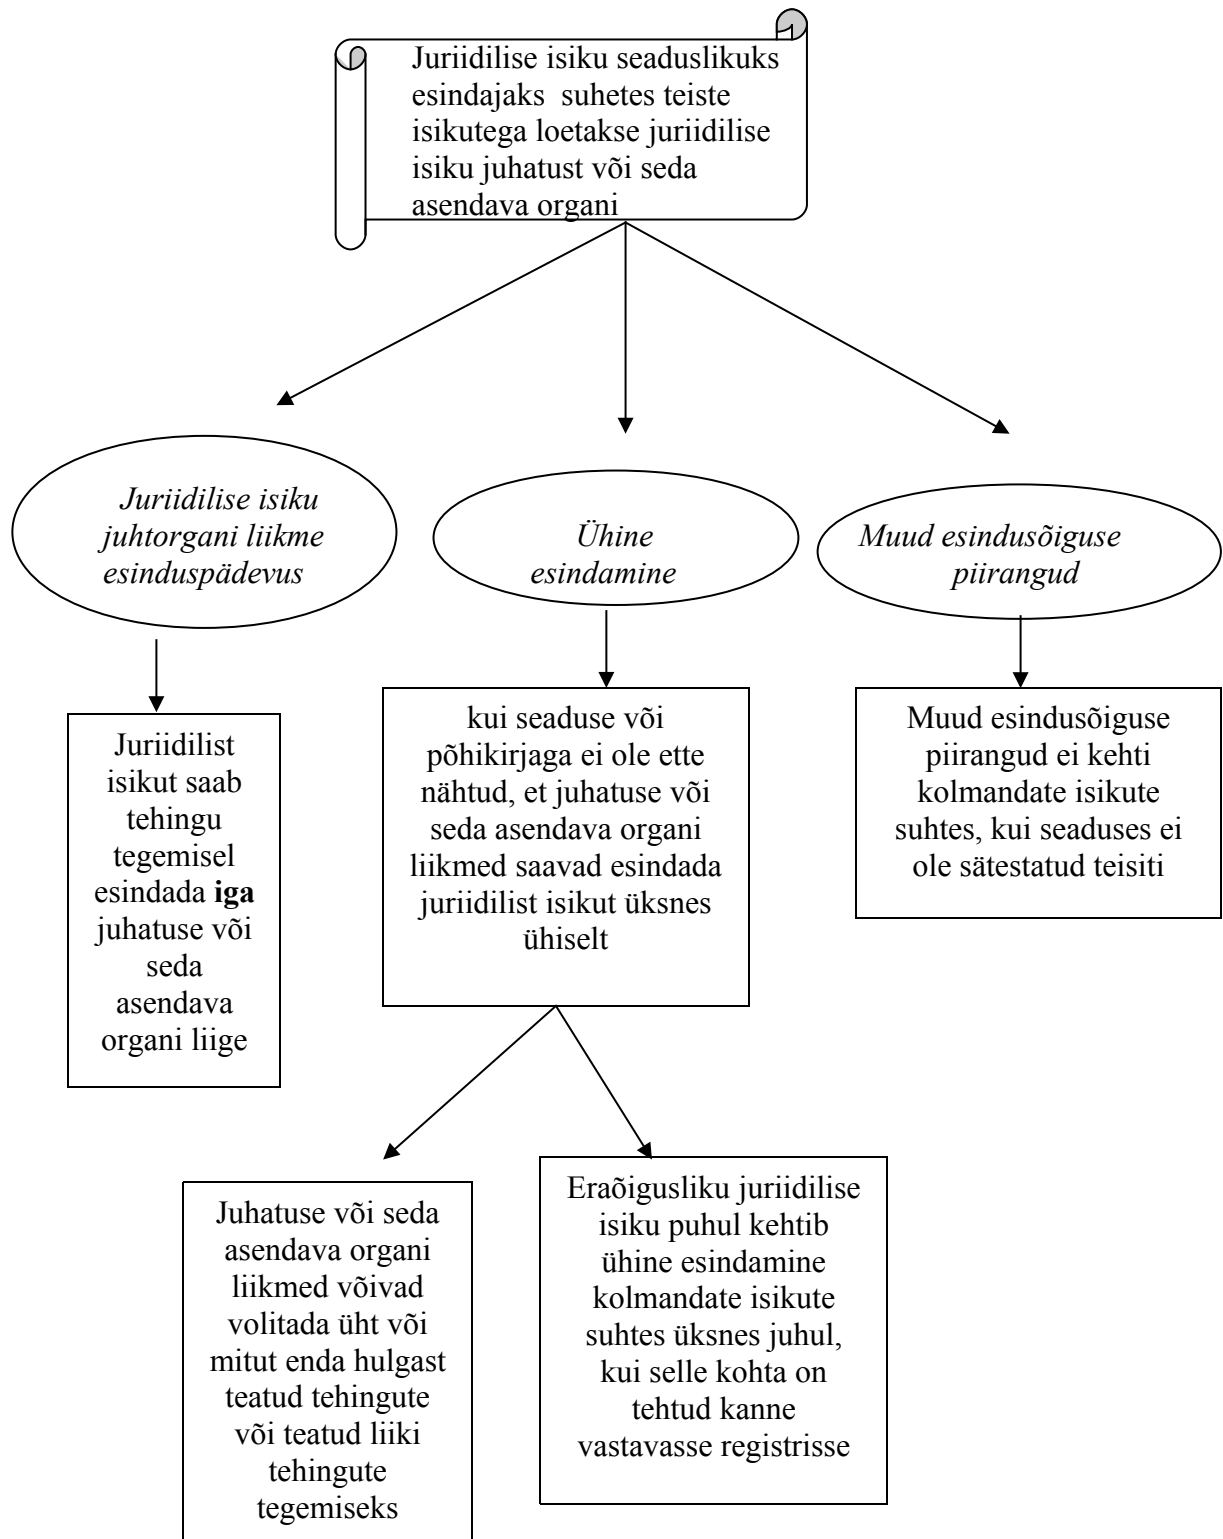 Juriidilise isiku seaduslikuks
esindajaks suhetes teiste
isikutega loetakse juriidilise
isiku juhatust või seda
asendava organi
Juriidilise isiku
juhtorgani liikme
esinduspädevus
Ühine
esindamine
Muud esindusõiguse
piirangud
Juriidilist
isikut saab
tehingu
tegemisel
esindada iga
juhatuse või
seda
asendava
organi liige
kui seaduse või
põhikirjaga ei ole ette
nähtud, et juhatuse või
seda asendava organi
liikmed saavad esindada
juriidilist isikut üksnes
ühiselt
Muud esindusõiguse
piirangud ei kehti
kolmandate isikute
suhtes, kui seaduses ei
ole sätestatud teisiti
Juhatuse või seda
asendava organi
liikmed võivad
volitada üht või
mitut enda hulgast
teatud tehingute
või teatud liiki
tehingute
tegemiseks
Eraõigusliku juriidilise
isiku puhul kehtib
ühine esindamine
kolmandate isikute
suhtes üksnes juhul,
kui selle kohta on
tehtud kanne
vastavasse registrisse